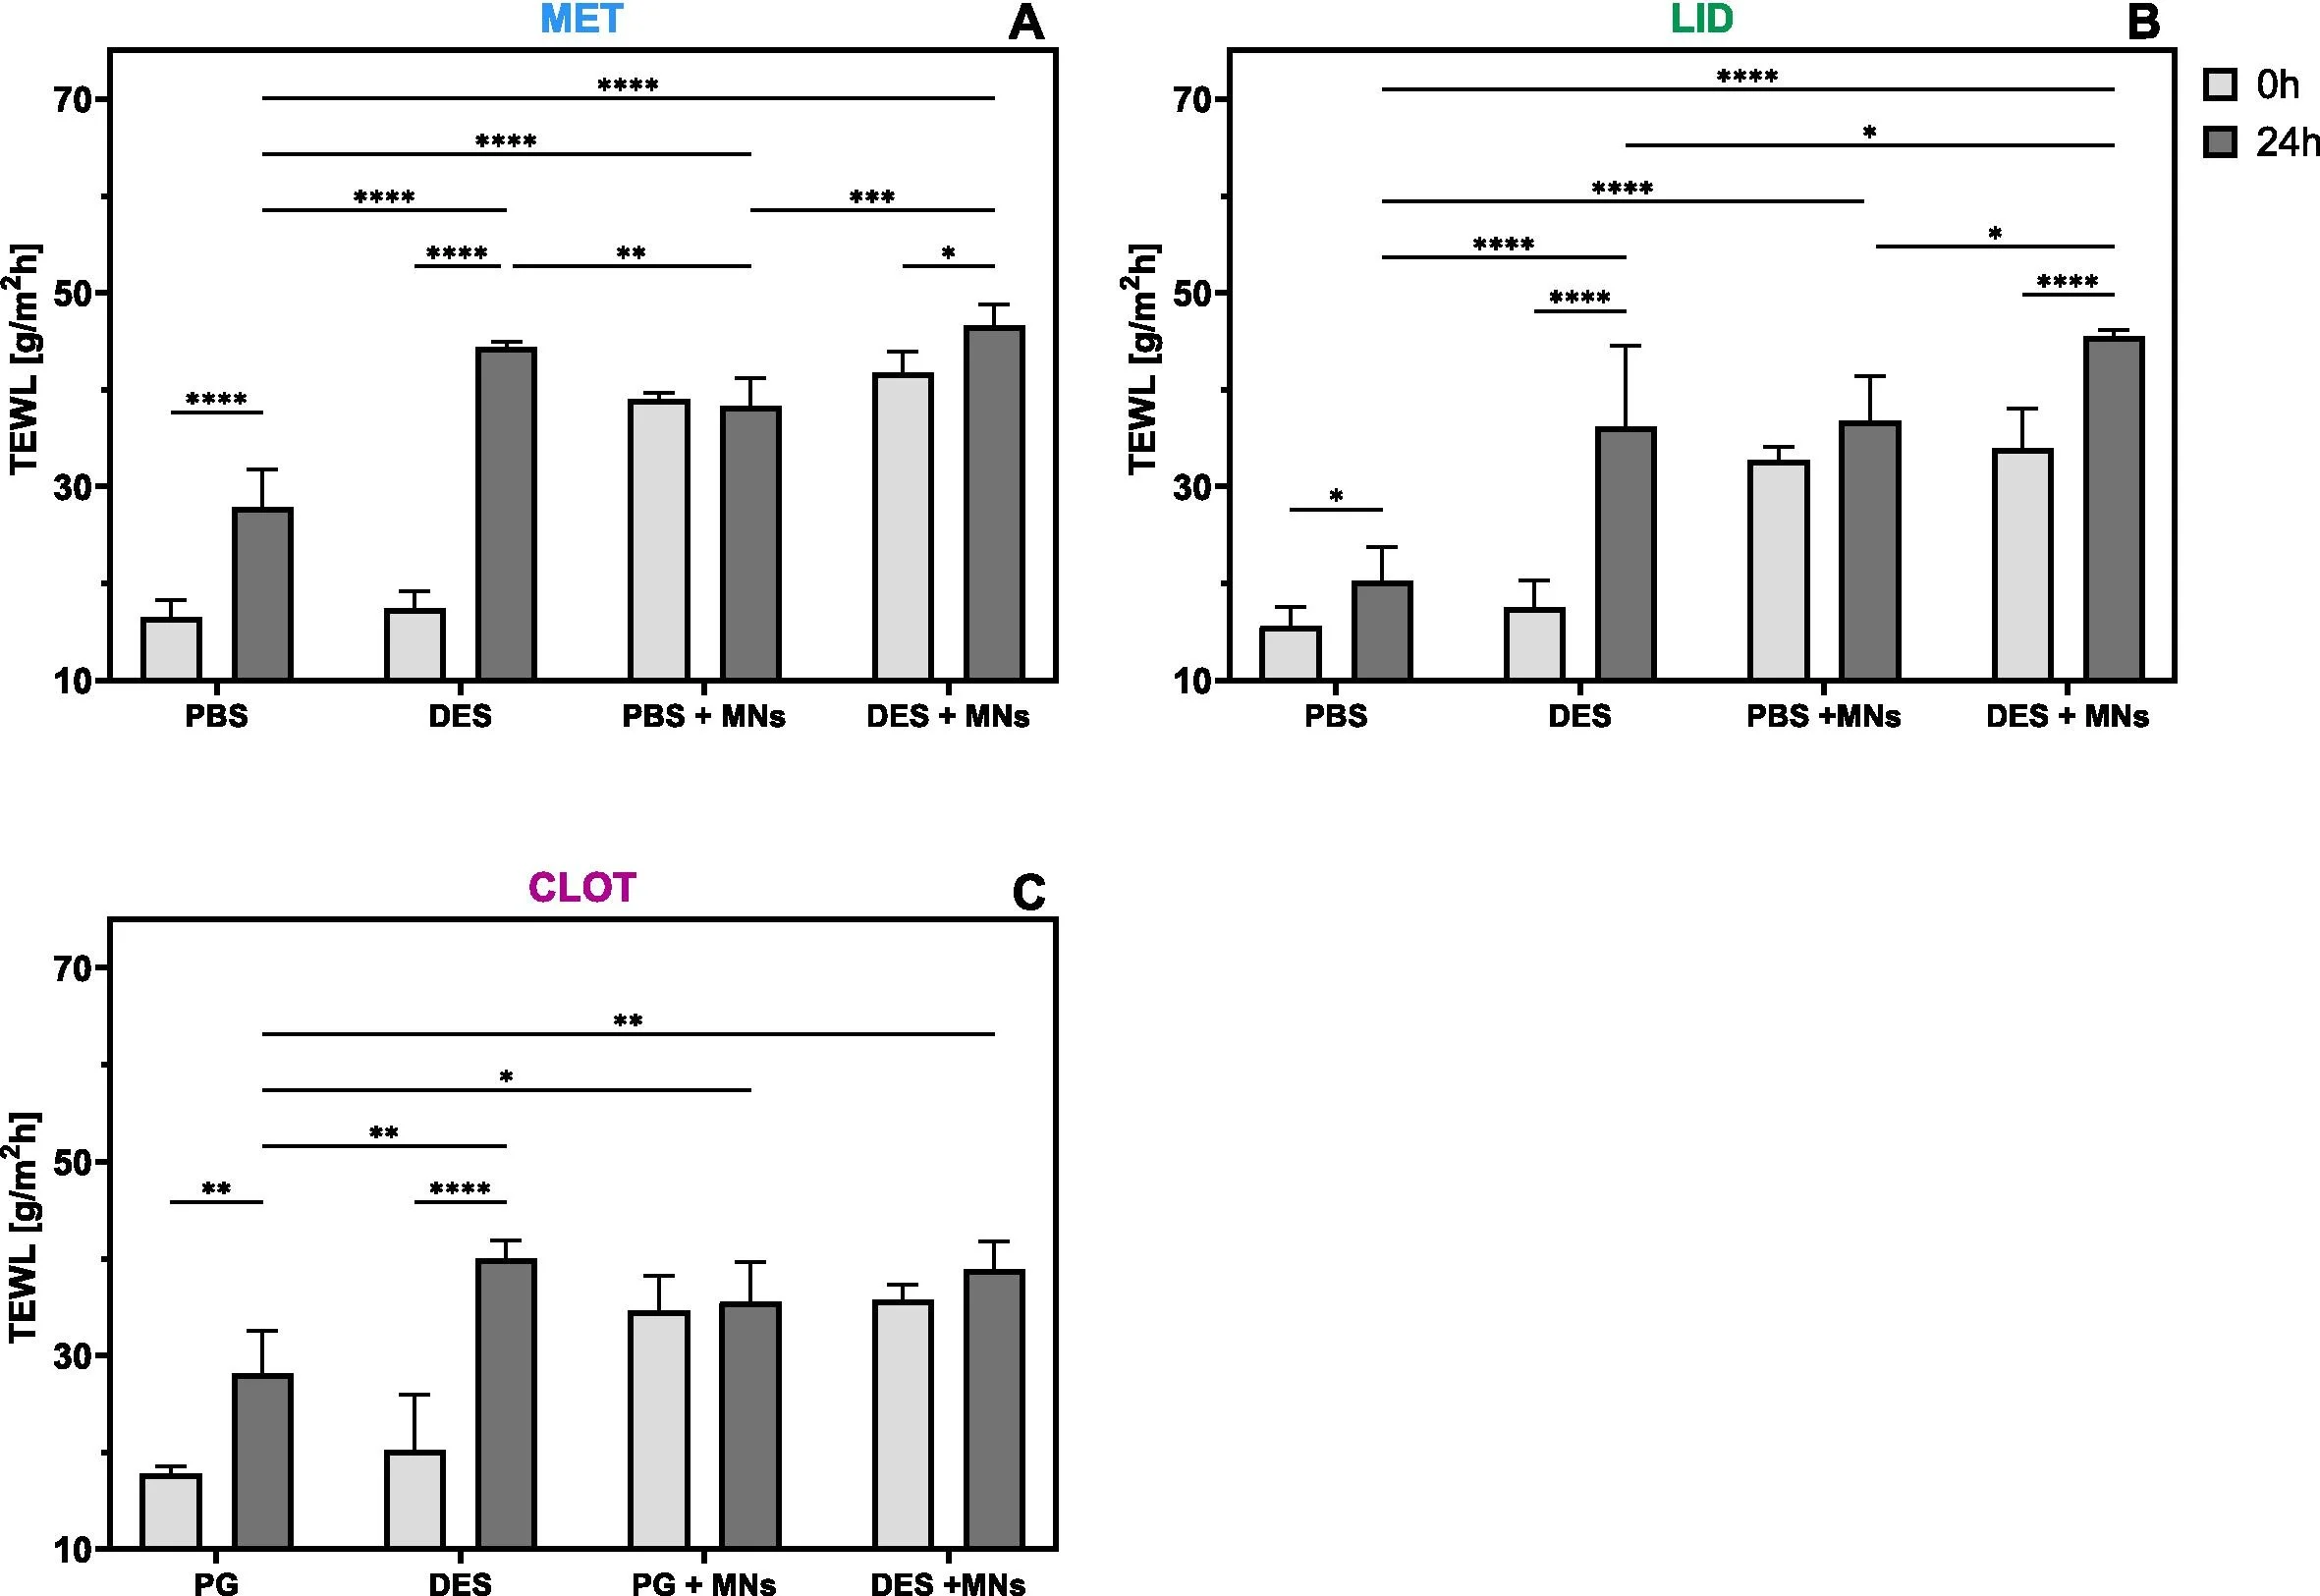 MET
A
****
****
****
***
****
**
*
****
70
50
30
10
TEWL [g/m²h]
PBS
DES
PBS + MNs
DES + MNs
LID
B
****
*
****
*
****
****
****
*
70
50
30
10
TEWL [g/m²h]
PBS
DES
PBS +MNs
DES + MNs
0h
24h
CLOT
C
**
*
**
**
****
70
50
30
10
TEWL [g/m²h]
PG
DES
PG + MNs
DES +MNs